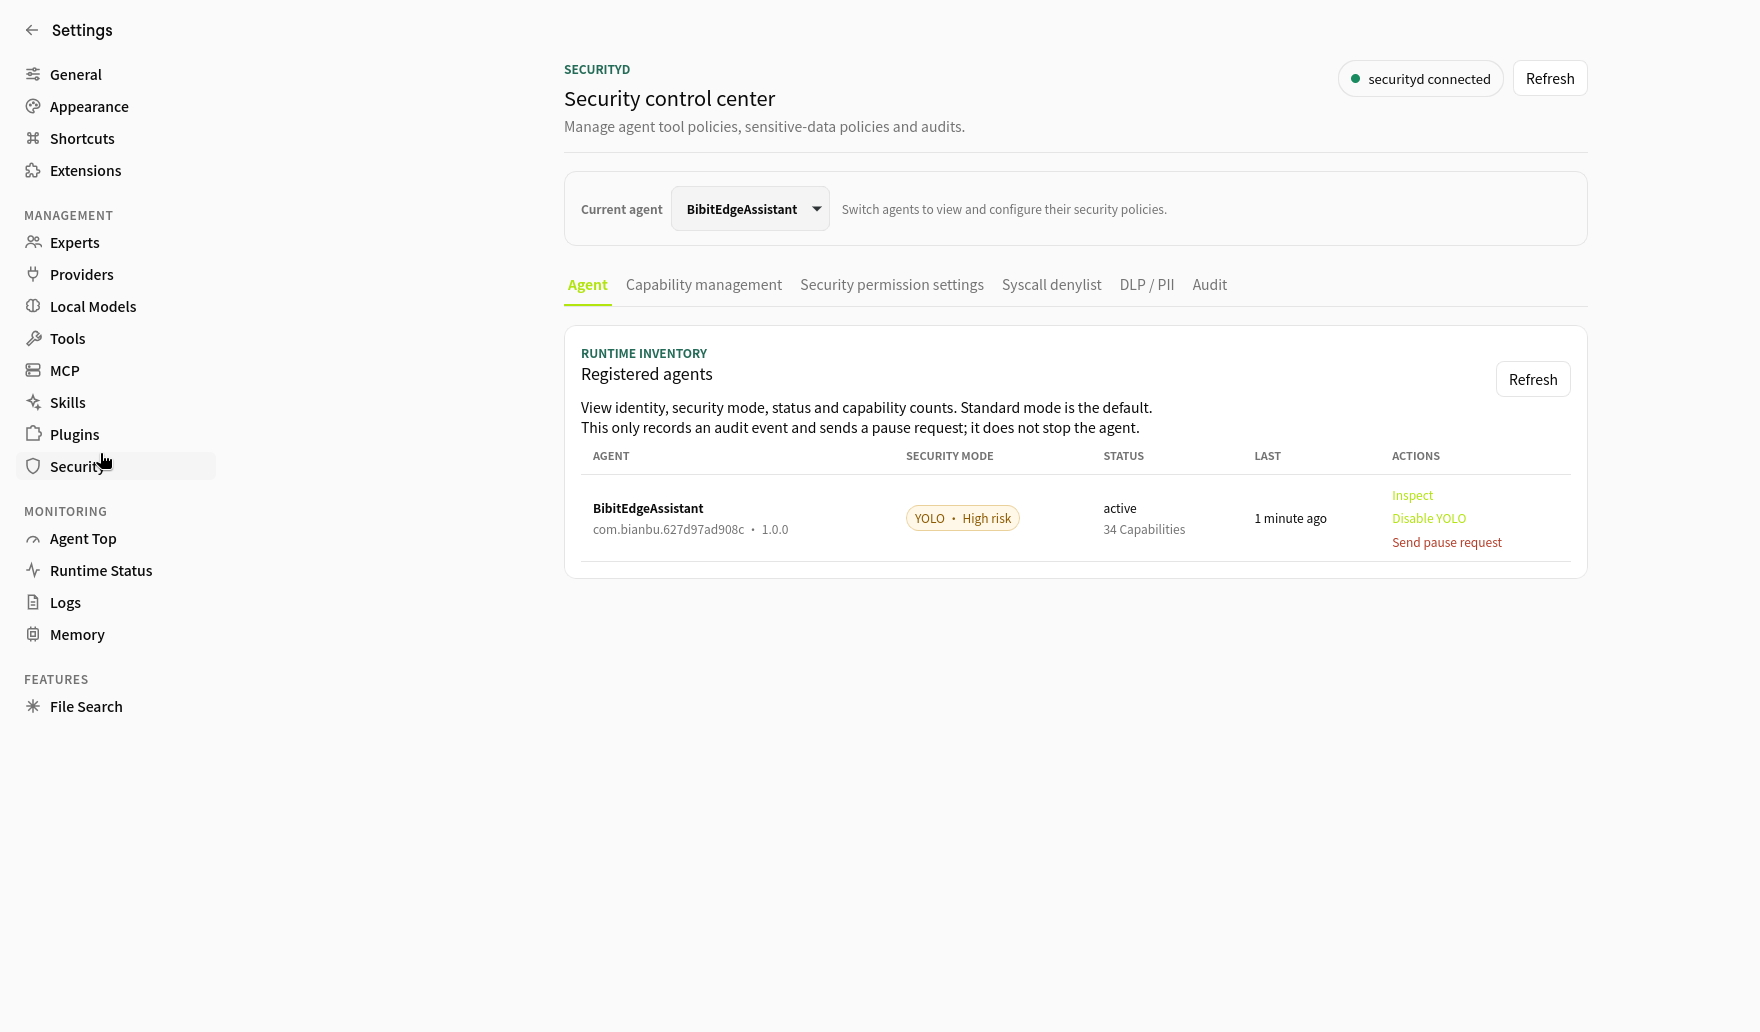 Settings
General
Appearance
Shortcuts
Extensions
MANAGEMENT
Experts
Providers
Local Models
Tools
MCP
Skills
Plugins
Security
MONITORING
Agent Top
Runtime Status
Logs
Memory
FEATURES
File Search
SECURITYD
Security control center
Manage agent tool policies, sensitive-data policies and audits.
securityd connected
Refresh
Current agent
BibitEdgeAssistant
Switch agents to view and configure their security policies.
Agent
Capability management
Security permission settings
Syscall denylist
DLP / PII
Audit
RUNTIME INVENTORY
Registered agents
Refresh
View identity, security mode, status and capability counts. Standard mode is the default.
This only records an audit event and sends a pause request; it does not stop the agent.
AGENT
SECURITY MODE
STATUS
LAST
ACTIONS
BibitEdgeAssistant
com.bianbu.627d97ad908c • 1.0.0
YOLO • High risk
active
34 Capabilities
1 minute ago
Inspect
Disable YOLO
Send pause request